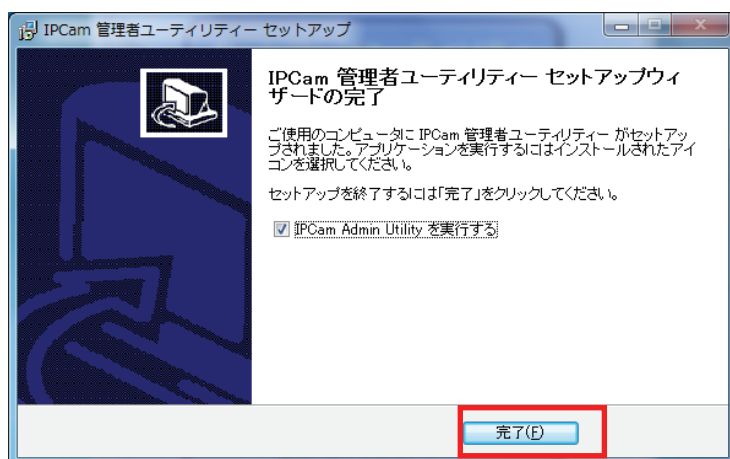 IPCam 管理者ユーティリティー セットアップ
IPCam 管理者ユーティリティー セットアップウィ
ザードの完了
ご使用のコンピュータに IPCam 管理者ユーティリティー がセットアッ
プされました。アプリケーションを実行するにはインストールされたアイ
コンを選択してください。
セットアップを終了するには「完了」をクリックしてください。
IPCam Admin Utility を実行する
完了(F)